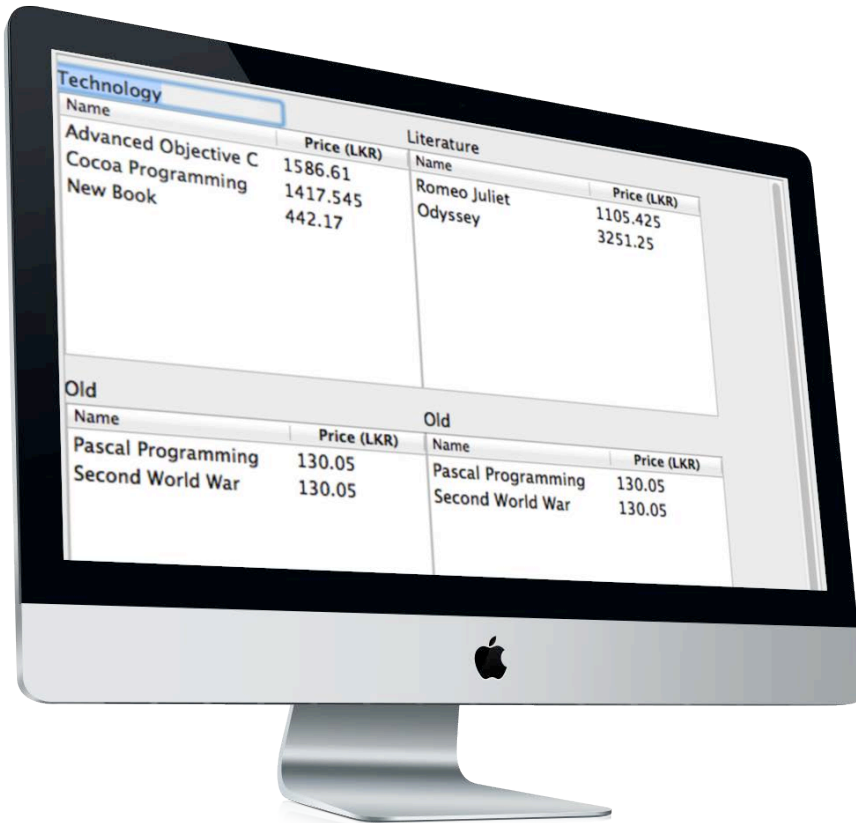 Technology
Name Price (LKR)
Advanced Objective C 1586.61
Cocoa Programming 1417.545
New Book 442.17
Literature
Name Price (LKR)
Romeo Juliet 1105.425
Odyssey 3251.25
Old
Name Price (LKR)
Pascal Programming 130.05
Second World War 130.05
Old
Name Price (LKR)
Pascal Programming 130.05
Second World War 130.05